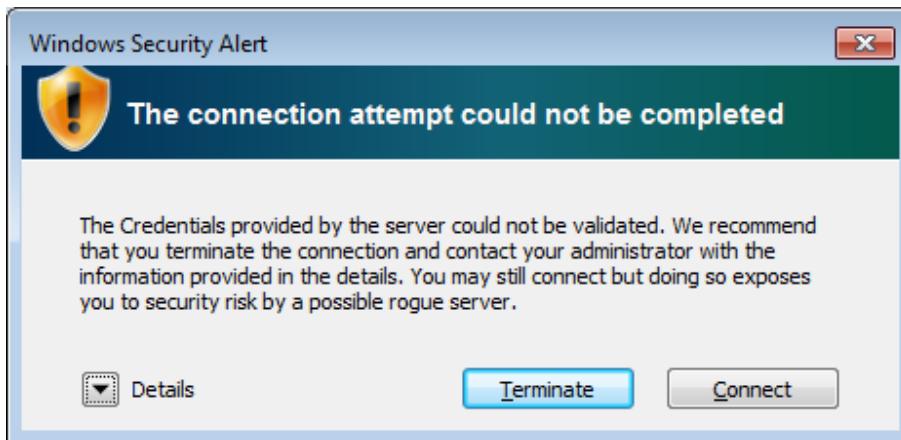 Windows Security Alert
The connection attempt could not be completed
The Credentials provided by the server could not be validated. We recommend
that you terminate the connection and contact your administrator with the
information provided in the details. You may still connect but doing so exposes
you to security risk by a possible rogue server.
Details Terminate Connect